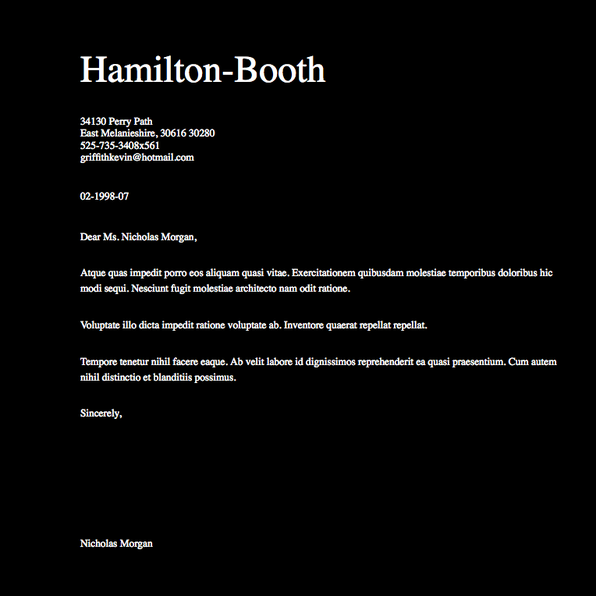 Hamilton-Booth
34130 Perry Path
East Melanieshire, 30616 30280
525-735-3408x561
griffithkevin@hotmail.com
02-1998-07
Dear Ms. Nicholas Morgan,
Atque quas impedit porro eos aliquam quasi vitae. Exercitationem quibusdam molestiae temporibus doloribus hic
modi sequi. Nesciunt fugit molestiae architecto nam odit ratione.
Voluptate illo dicta impedit ratione voluptate ab. Inventore quaerat repellat repellat.
Tempore tenetur nihil facere eaque. Ab velit labore id dignissimos reprehenderit ea quasi praesentium. Cum autem
nihil distinctio et blanditiis possimus.
Sincerely,
Nicholas Morgan